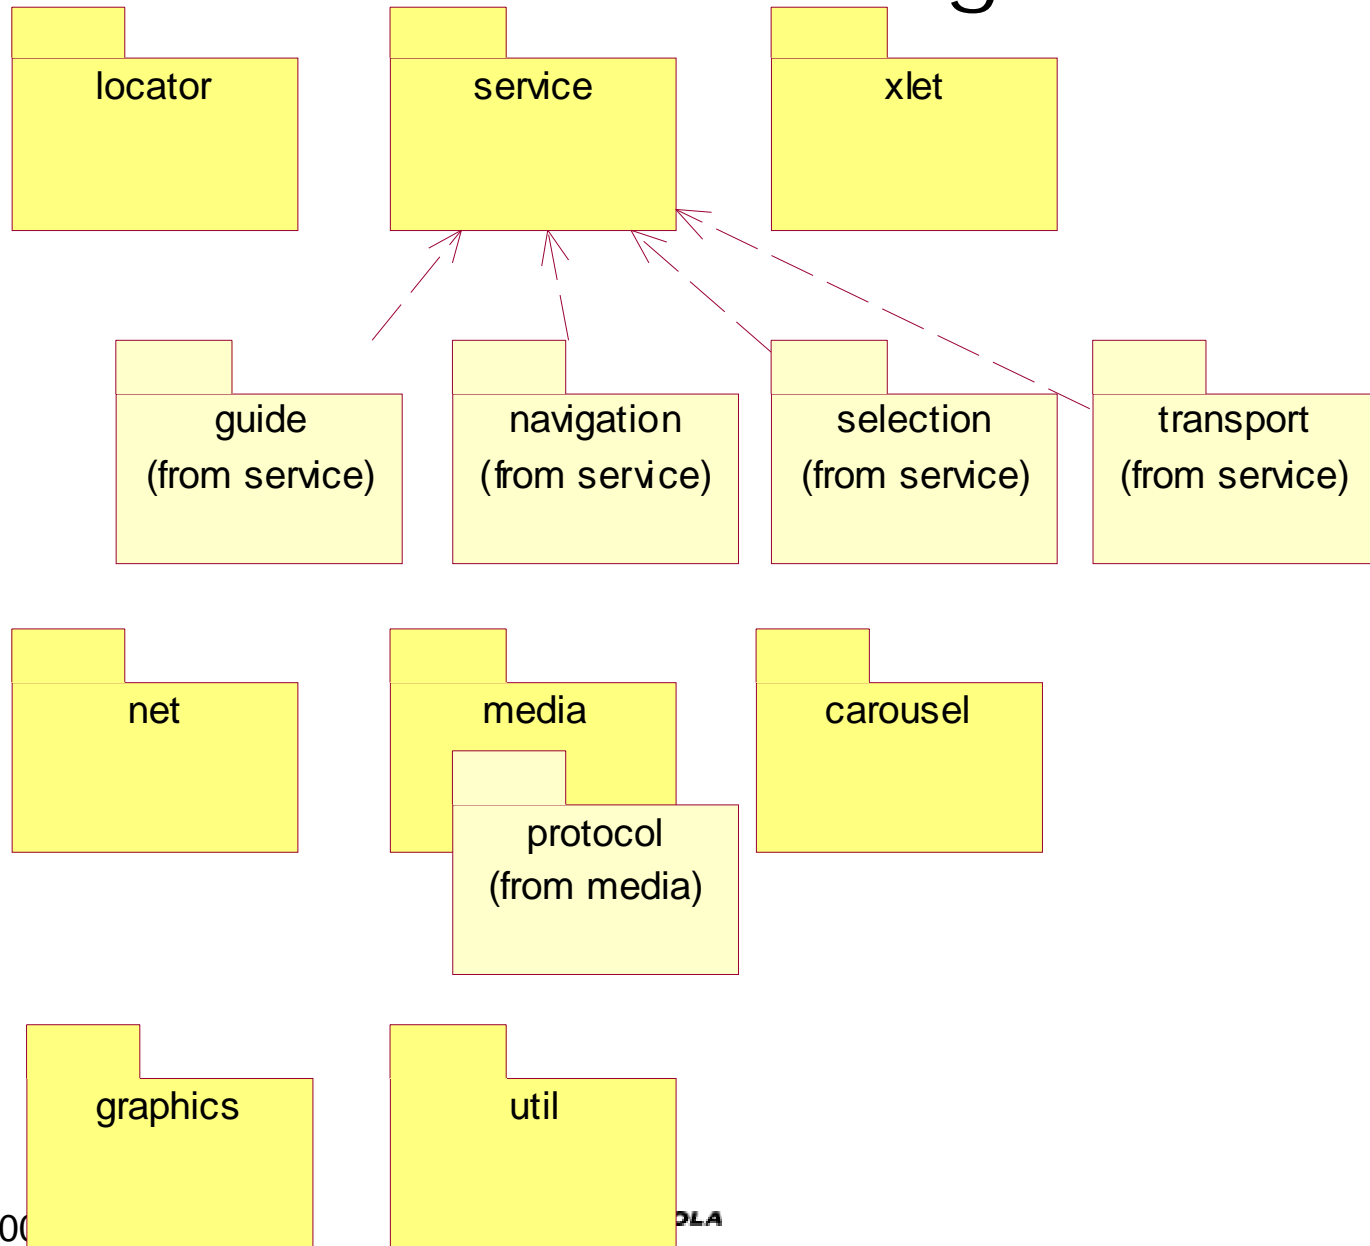 locator
service
xlet
guide
(from service)
navigation
(from service)
selection
(from service)
transport
(from service)
net
media
carousel
protocol
(from media)
graphics
util